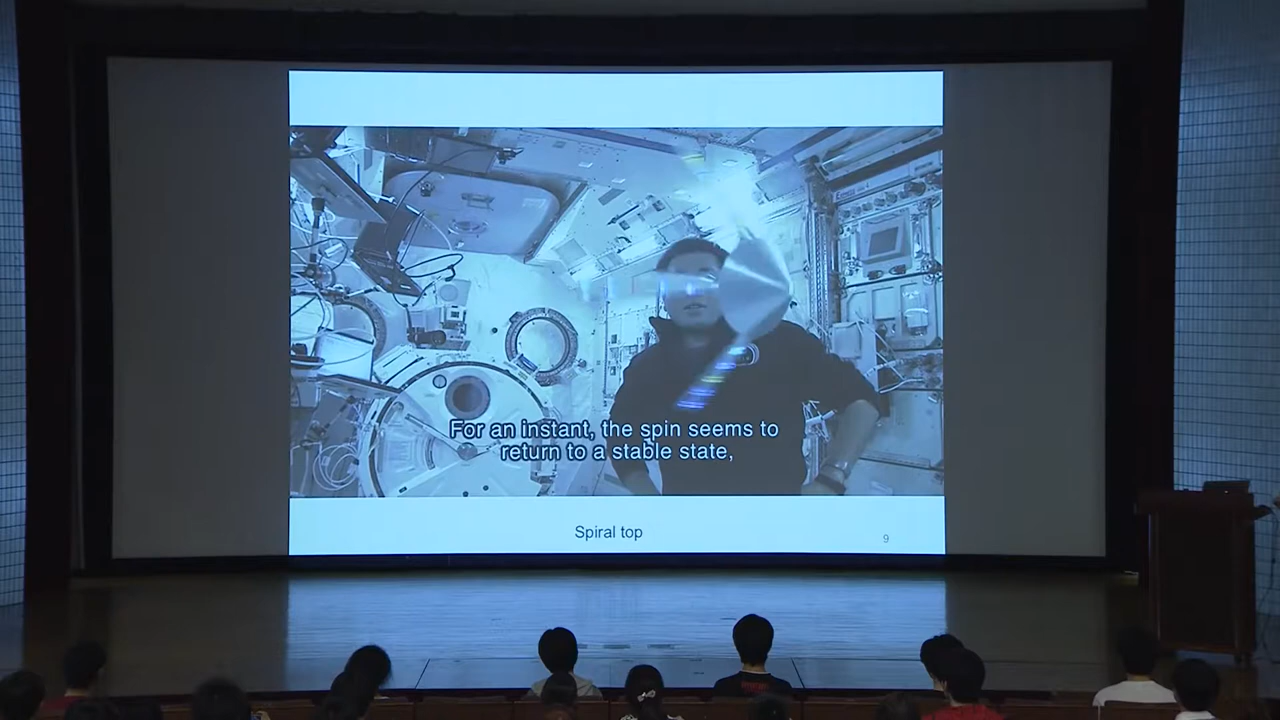 For an instant, the spin seems to
return to a stable state,
Spiral top
9